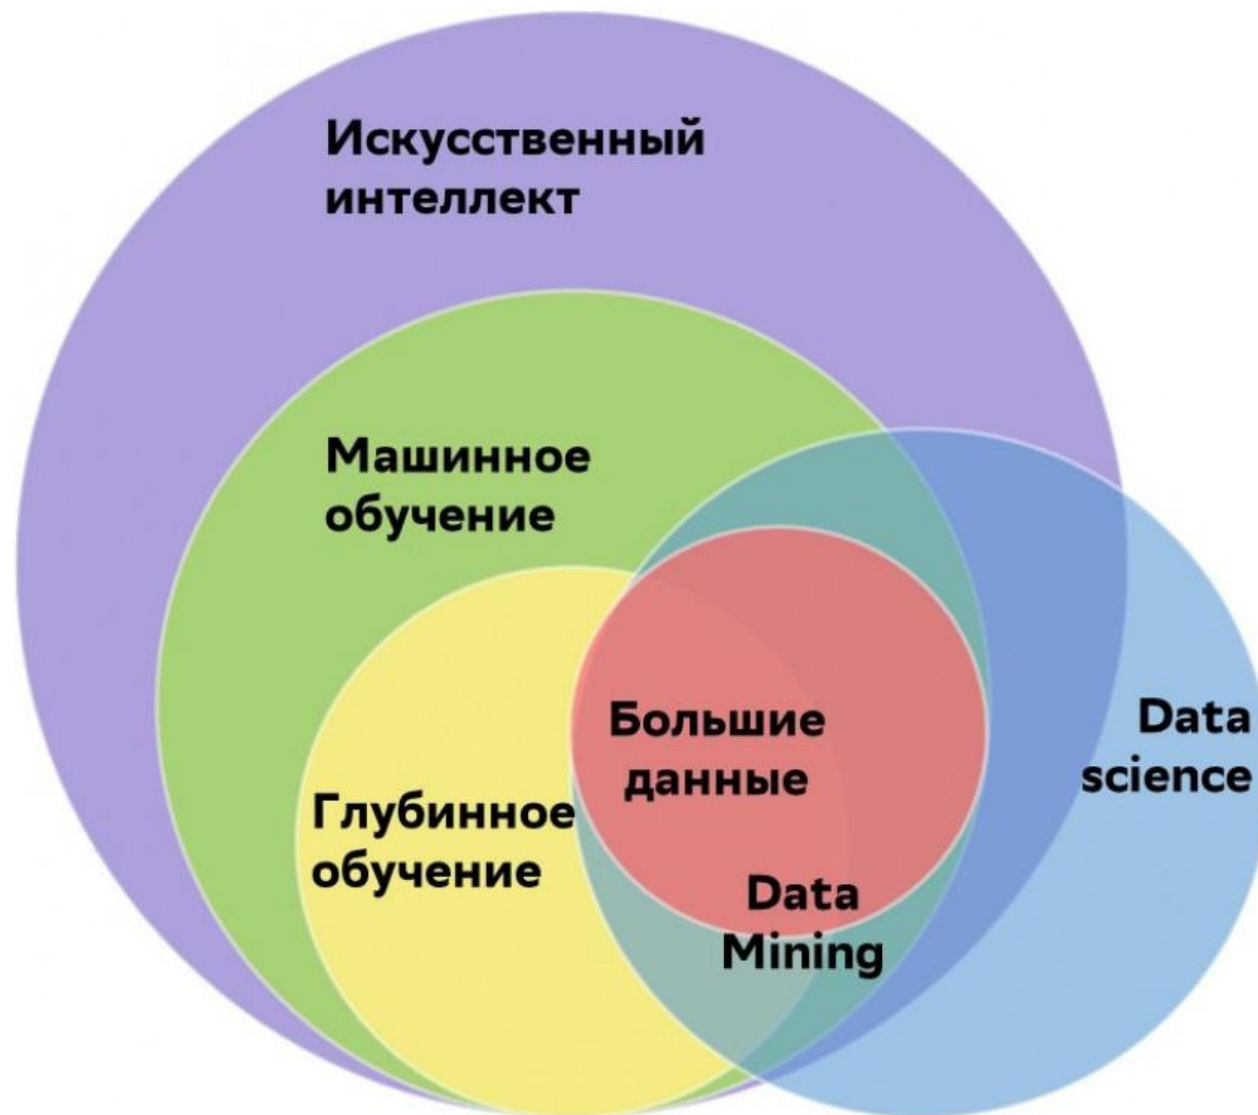 Искусственный
интеллект
Машинное
обучение
Большие
данные
Data
science
Глубинное
обучение
Data
Mining